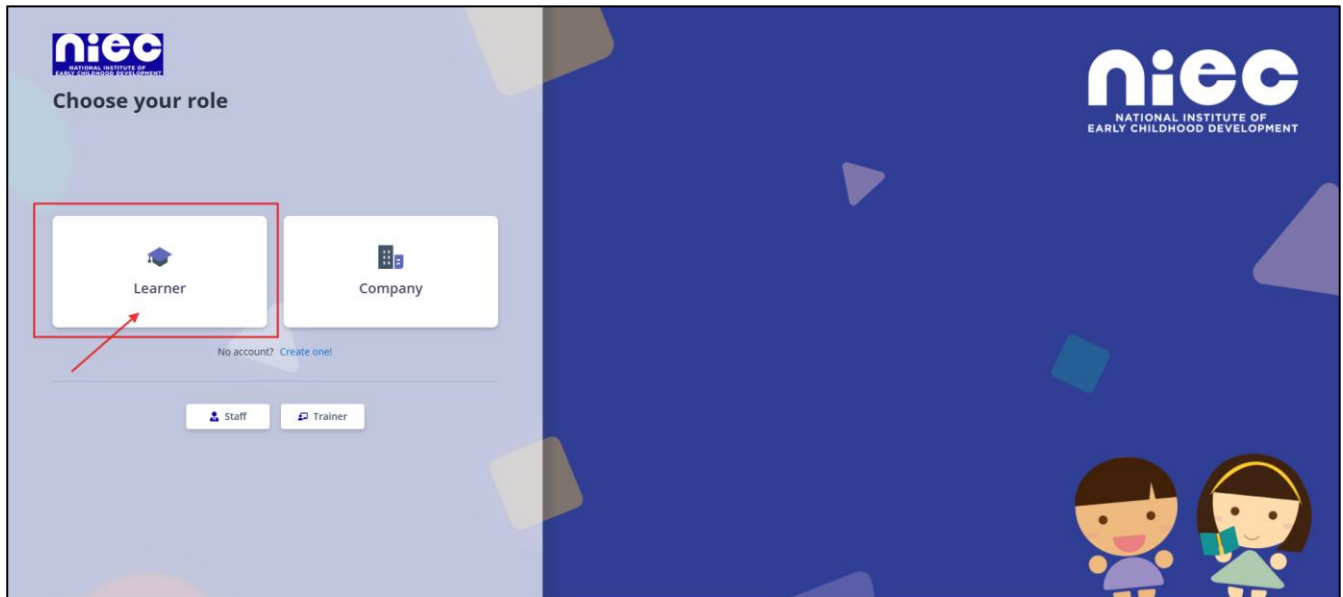 niec
NATIONAL INSTITUTE OF
EARLY CHILDHOOD DEVELOPMENT
Choose your role
Learner
Company
No account? Create one!
Staff
Trainer
niec
NATIONAL INSTITUTE OF
EARLY CHILDHOOD DEVELOPMENT